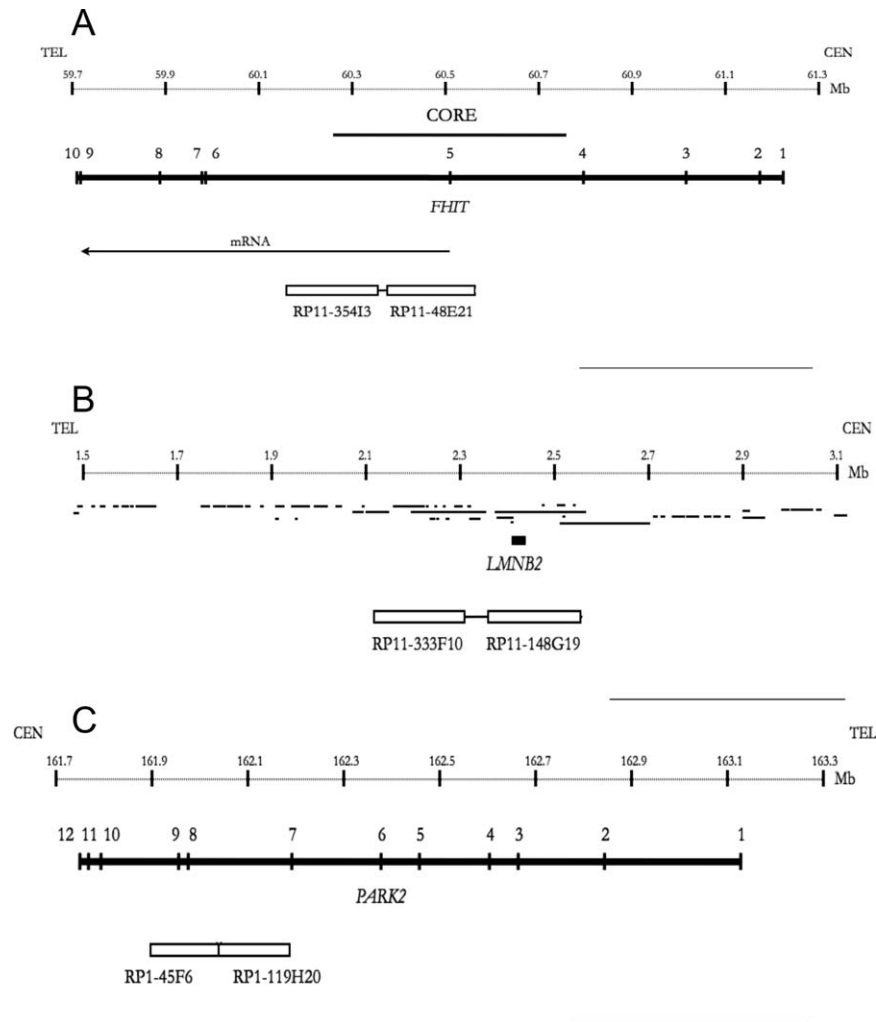 A
TEL CEN
59.7 59.9 60.1 60.3 60.5 60.7 60.9 61.1 61.3
Mb
CORE
10 9 8 7 6 5 4 3 2 1
FHIT
mRNA
RP11-354I3 RP11-48E21
B
TEL CEN
1.5 1.7 1.9 2.1 2.3 2.5 2.7 2.9 3.1
Mb
LMNB2
RP11-333F10 RP11-148G19
C
CEN TEL
161.7 161.9 162.1 162.3 162.5 162.7 162.9 163.1 163.3
Mb
12 11 10 9 8 7 6 5 4 3 2 1
PARK2
RP1-45F6 RP1-119H20